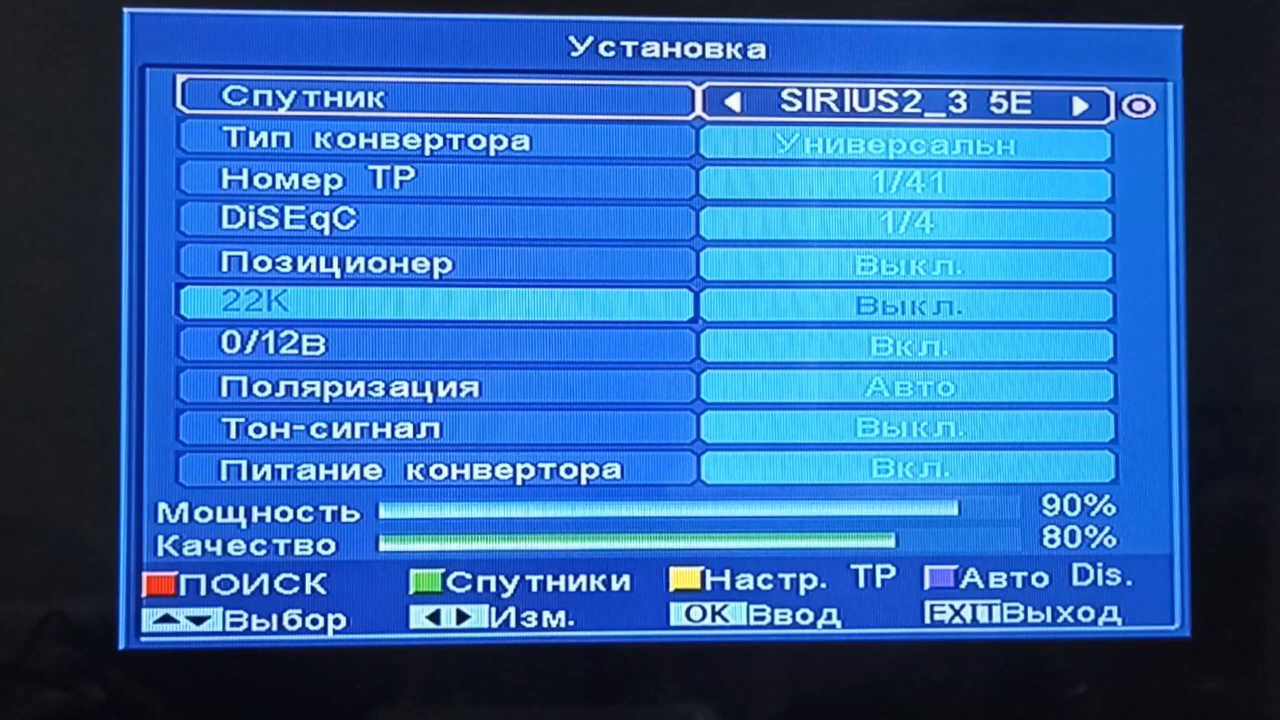 Установка
Спутник SIRIUS2_3 5E
Тип конвертора Универсальн
Номер ТР 1/41
DiSEqC 1/4
Позиционер Выкл.
22K Выкл.
0/12В Вкл.
Поляризация Авто
Тон-сигнал Выкл.
Питание конвертора Вкл.
Мощность 90%
Качество 80%
ПОИСК Спутники Настр. ТР Авто Dis.
Выбор Изм. OK Ввод EXIT Выход